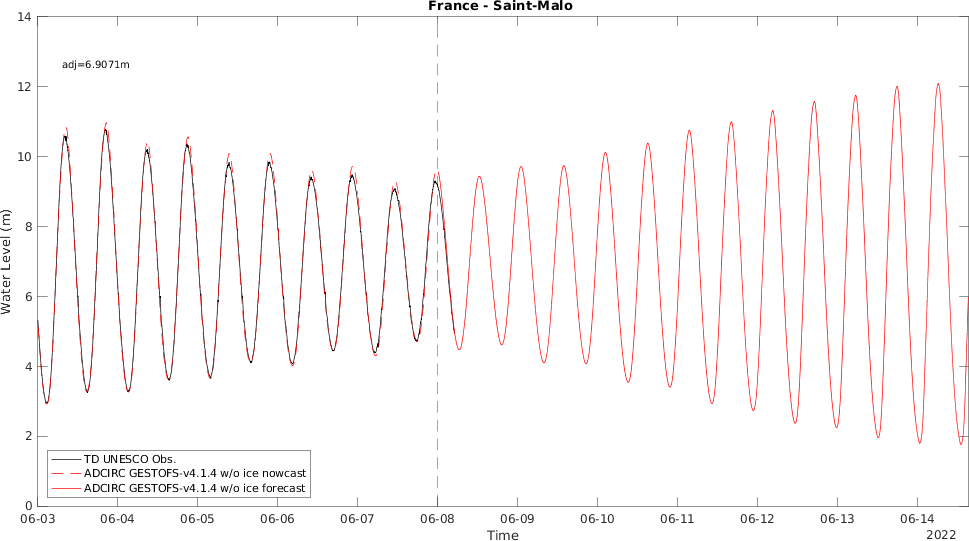 France - Saint-Malo
14
12
10
8
6
4
2
0
Water Level (m)
adj=6.9071m
TD UNESCO Obs.
ADCIRC GESTOFS-v4.1.4 w/o ice nowcast
ADCIRC GESTOFS-v4.1.4 w/o ice forecast
06-03 06-04 06-05 06-06 06-07 06-08 06-09 06-10 06-11 06-12 06-13 06-14
Time
2022